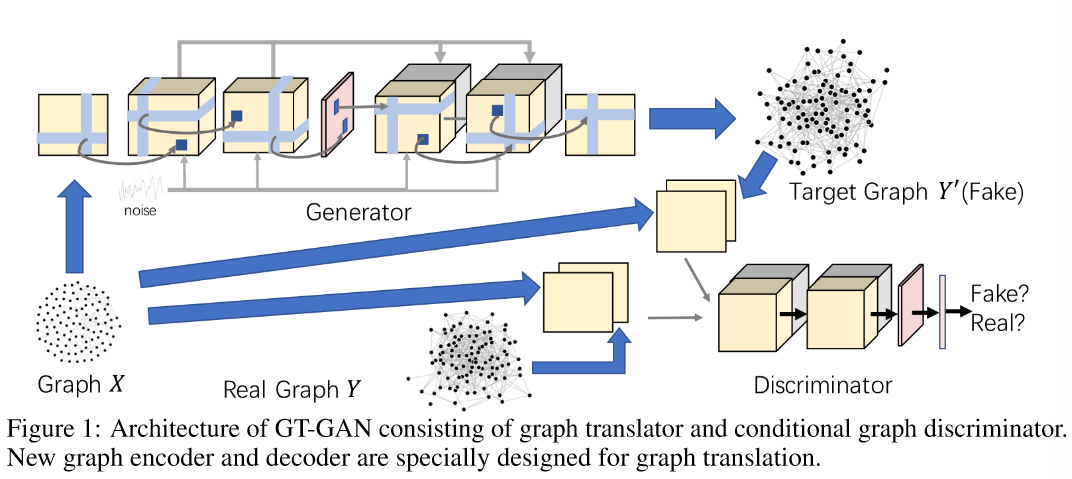 noise
Generator
Target Graph Y′(Fake)
Graph X
Real Graph Y
Fake?
Real?
Discriminator
Figure 1: Architecture of GT-GAN consisting of graph translator and conditional graph discriminator.
New graph encoder and decoder are specially designed for graph translation.